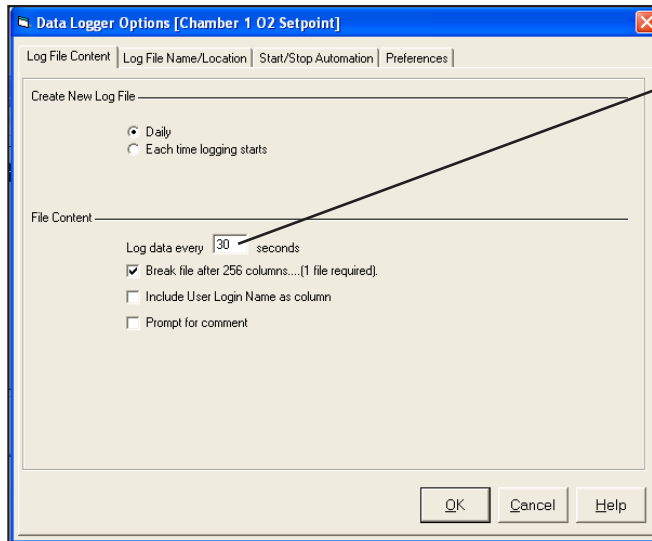 Data Logger Options [Chamber 1 O2 Setpoint]
Log File Content Log File Name/Location Start/Stop Automation Preferences
Create New Log File
Daily
Each time logging starts
File Content
Log data every 30 seconds
Break file after 256 columns....(1 file required).
Include User Login Name as column
Prompt for comment
OK Cancel Help